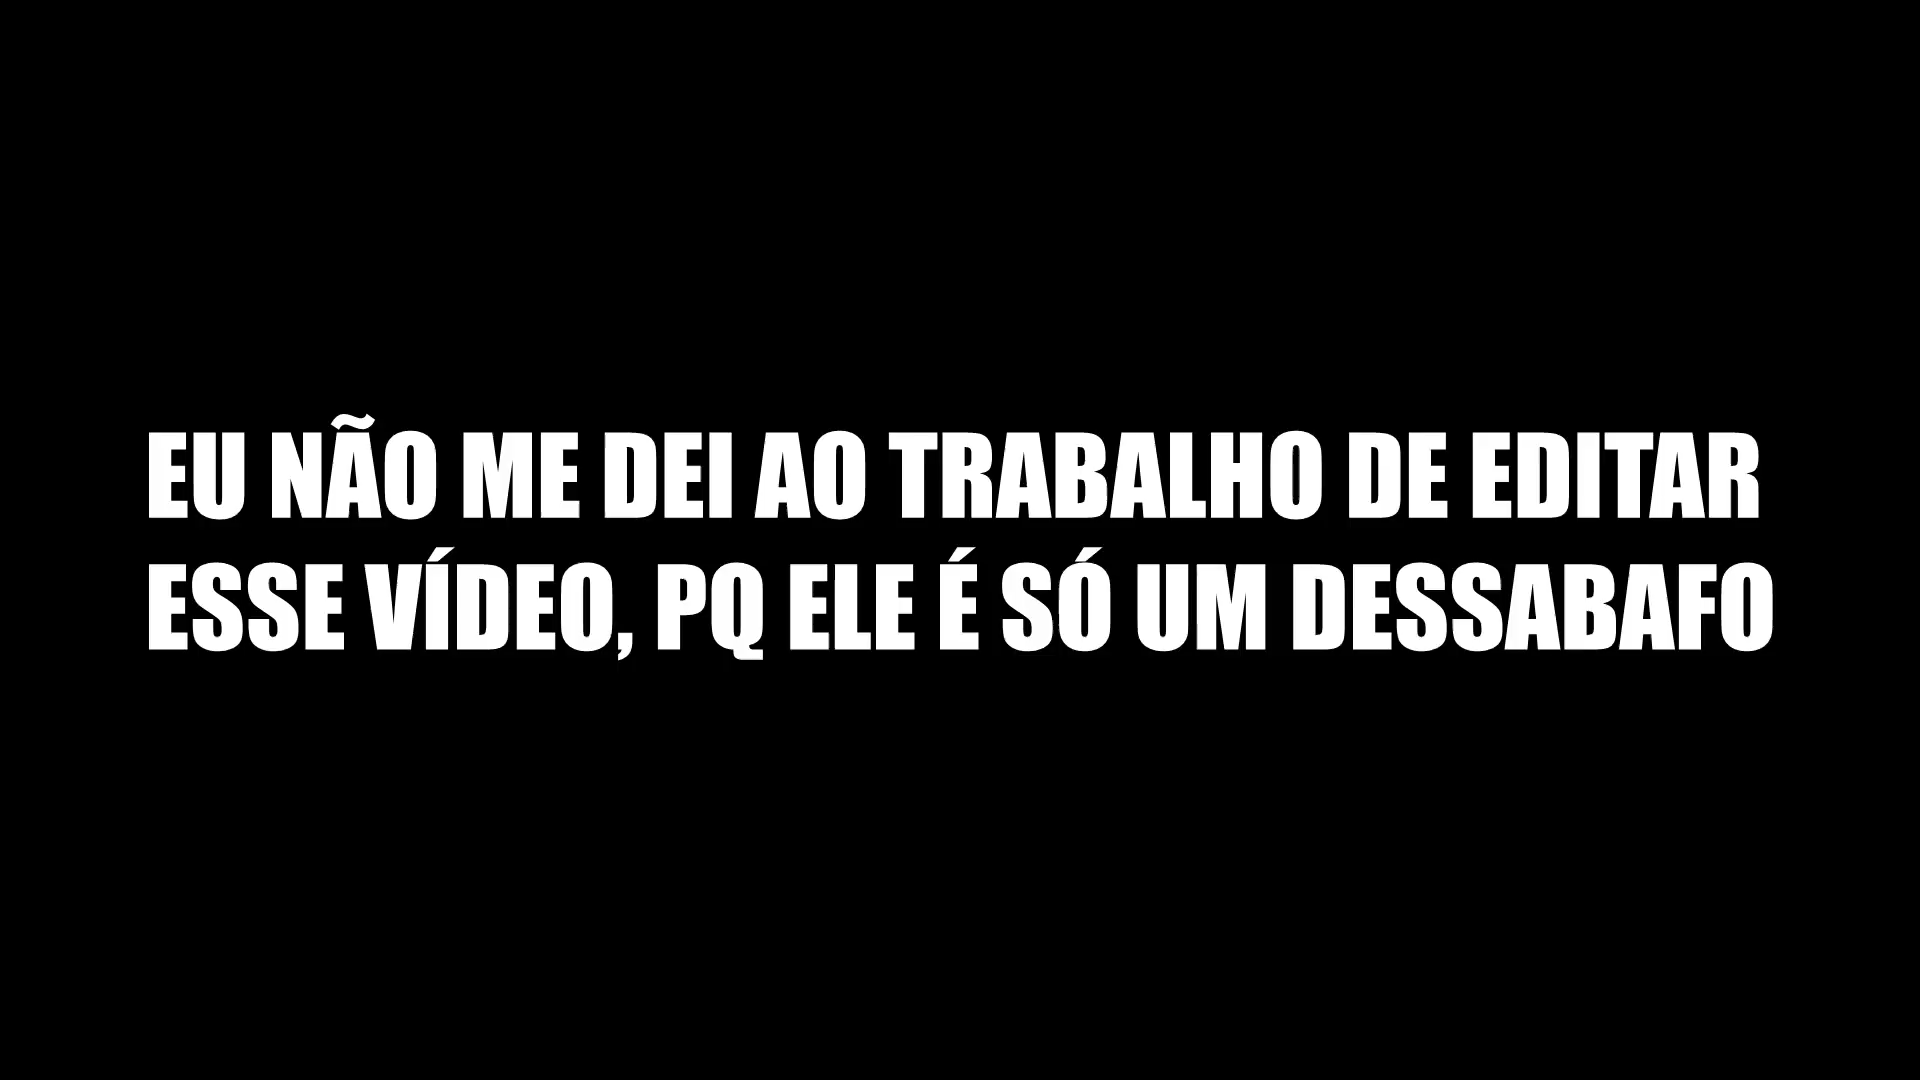 EU NÃO ME DEI AO TRABALHO DE EDITAR
ESSE VÍDEO, PQ ELE É SÓ UM DESSABAFO